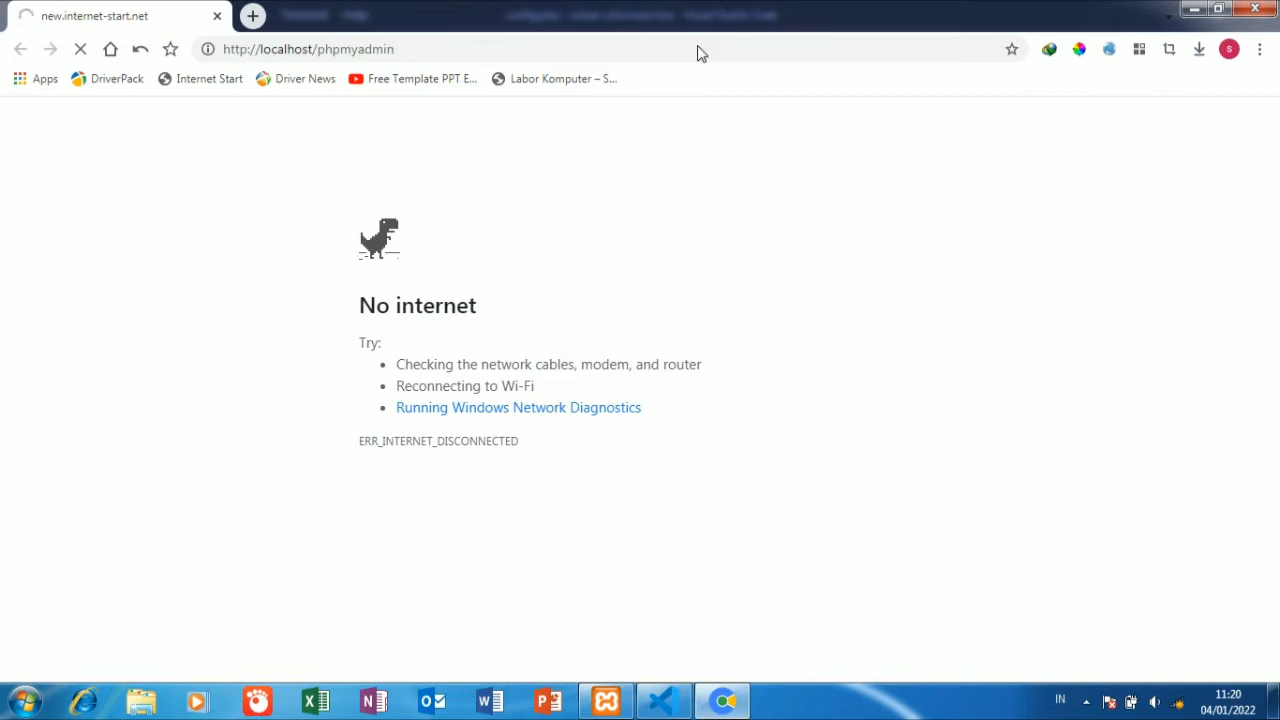 new.internet-start.net
http://localhost/phpmyadmin
S
Apps
DriverPack
Internet Start
Driver News
Free Template PPT E...
Labor Komputer – S...
No internet
Try:
Checking the network cables, modem, and router
Reconnecting to Wi-Fi
Running Windows Network Diagnostics
ERR_INTERNET_DISCONNECTED
IN
11:20
04/01/2022